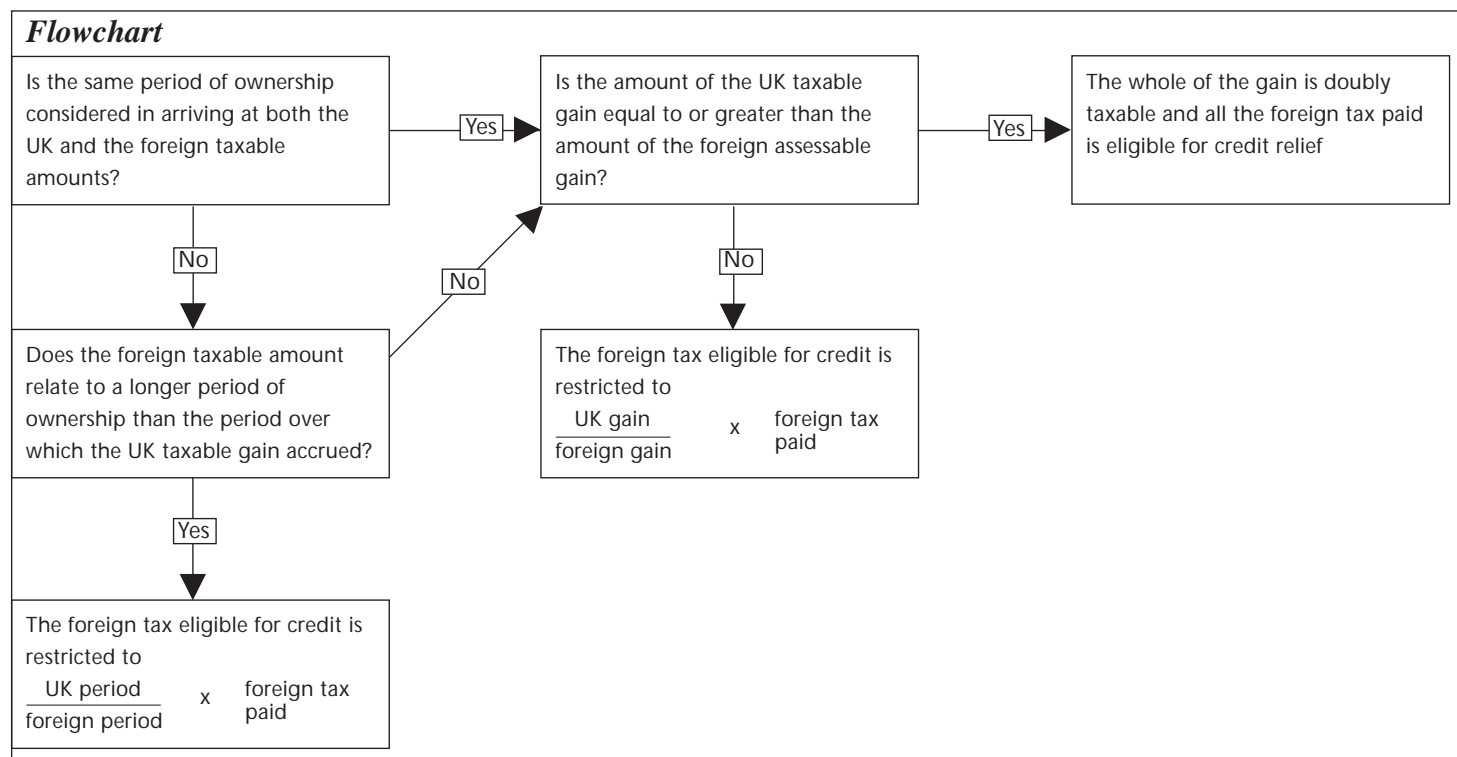 Flowchart
Is the same period of ownership
considered in arriving at both the
UK and the foreign taxable
amounts?
Yes
Is the amount of the UK taxable
gain equal to or greater than the
amount of the foreign assessable
gain?
Yes
The whole of the gain is doubly
taxable and all the foreign tax paid
is eligible for credit relief
No
No
No
Does the foreign taxable amount
relate to a longer period of
ownership than the period over
which the UK taxable gain accrued?
The foreign tax eligible for credit is
restricted to
UK gain
foreign gain
x
foreign tax
paid
Yes
The foreign tax eligible for credit is
restricted to
UK period
foreign period
x
foreign tax
paid